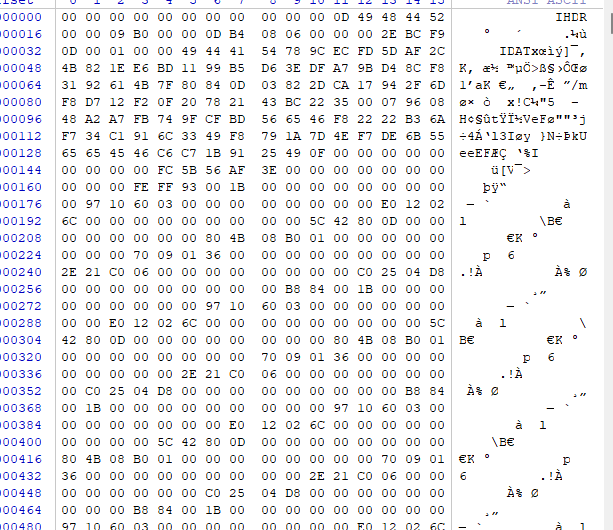 0 1 2 3 4 5 6 7 8 9 10 11 12 13 14 15 ANSI ASCII
000000 00 00 00 00 00 00 00 00 00 00 00 0D 49 48 44 52 IHDR
000016 00 00 09 B0 00 00 0D B4 08 06 00 00 00 2E BC F9 ° ´ .¼ù
000032 0D 00 01 00 00 49 44 41 54 78 9C EC FD 5D AF 2C IDATxœìý]¯,
000048 4B 82 1E E6 BD 11 99 B5 D6 3E DF A7 9B D4 8C F8 K‚ æ½ ™µÖ>ß§›ÔŒø
000064 31 92 61 4B 7F 80 84 0D 03 82 2D CA 17 94 2F 6D 1’aK €„ ‚-Ê ”/m
000080 F8 D7 12 F2 0F 20 78 21 43 BC 22 35 00 07 96 08 ø× ò x!C¼"5 –
000096 48 A2 A7 FB 74 9F CF BD 56 65 46 F8 22 22 B3 6A H¢§ûtŸÏ½VeFø""³j
000112 F7 34 C1 91 6C 33 49 F8 79 1A 7D 4E F7 DE 6B 55 ÷4Á‘l3Iøy }N÷ÞkU
000128 65 65 45 46 C6 C7 1B 91 25 49 0F 00 00 00 00 00 eeEFÆÇ ‘%I
000144 00 00 00 00 FC 5B 56 AF 3E 00 00 00 00 00 00 00 ü[V¯>
000160 00 00 00 00 FE FF 93 00 1B 00 00 00 00 00 00 00 þÿ“
000176 00 97 10 60 03 00 00 00 00 00 00 00 00 E0 12 02 — ` à
000192 6C 00 00 00 00 00 00 00 00 00 5C 42 80 0D 00 00 l \B€
000208 00 00 00 00 00 00 80 4B 08 B0 01 00 00 00 00 00 €K °
000224 00 00 00 70 09 01 36 00 00 00 00 00 00 00 00 00 p 6
000240 2E 21 C0 06 00 00 00 00 00 00 00 00 C0 25 04 D8 .!À À% Ø
000256 00 00 00 00 00 00 00 00 00 B8 84 00 1B 00 00 00 ¸„
000272 00 00 00 00 00 00 97 10 60 03 00 00 00 00 00 00 — `
000288 00 00 E0 12 02 6C 00 00 00 00 00 00 00 00 00 5C à l \
000304 42 80 0D 00 00 00 00 00 00 00 00 80 4B 08 B0 01 B€ €K °
000320 00 00 00 00 00 00 00 00 70 09 01 36 00 00 00 00 p 6
000336 00 00 00 00 00 2E 21 C0 06 00 00 00 00 00 00 00 .!À
000352 00 C0 25 04 D8 00 00 00 00 00 00 00 00 00 B8 84 À% Ø ¸„
000368 00 1B 00 00 00 00 00 00 00 00 00 97 10 60 03 00 — `
000384 00 00 00 00 00 00 00 E0 12 02 6C 00 00 00 00 00 à l
000400 00 00 00 00 5C 42 80 0D 00 00 00 00 00 00 00 00 \B€
000416 80 4B 08 B0 01 00 00 00 00 00 00 00 00 70 09 01 €K ° p
000432 36 00 00 00 00 00 00 00 00 00 2E 21 C0 06 00 00 6 .!À
000448 00 00 00 00 00 00 C0 25 04 D8 00 00 00 00 00 00 À% Ø
000464 00 00 00 B8 84 00 1B 00 00 00 00 00 00 00 00 00 ¸„
000480 97 10 60 03 00 00 00 00 00 00 00 00 E0 12 02 6C — ` à l